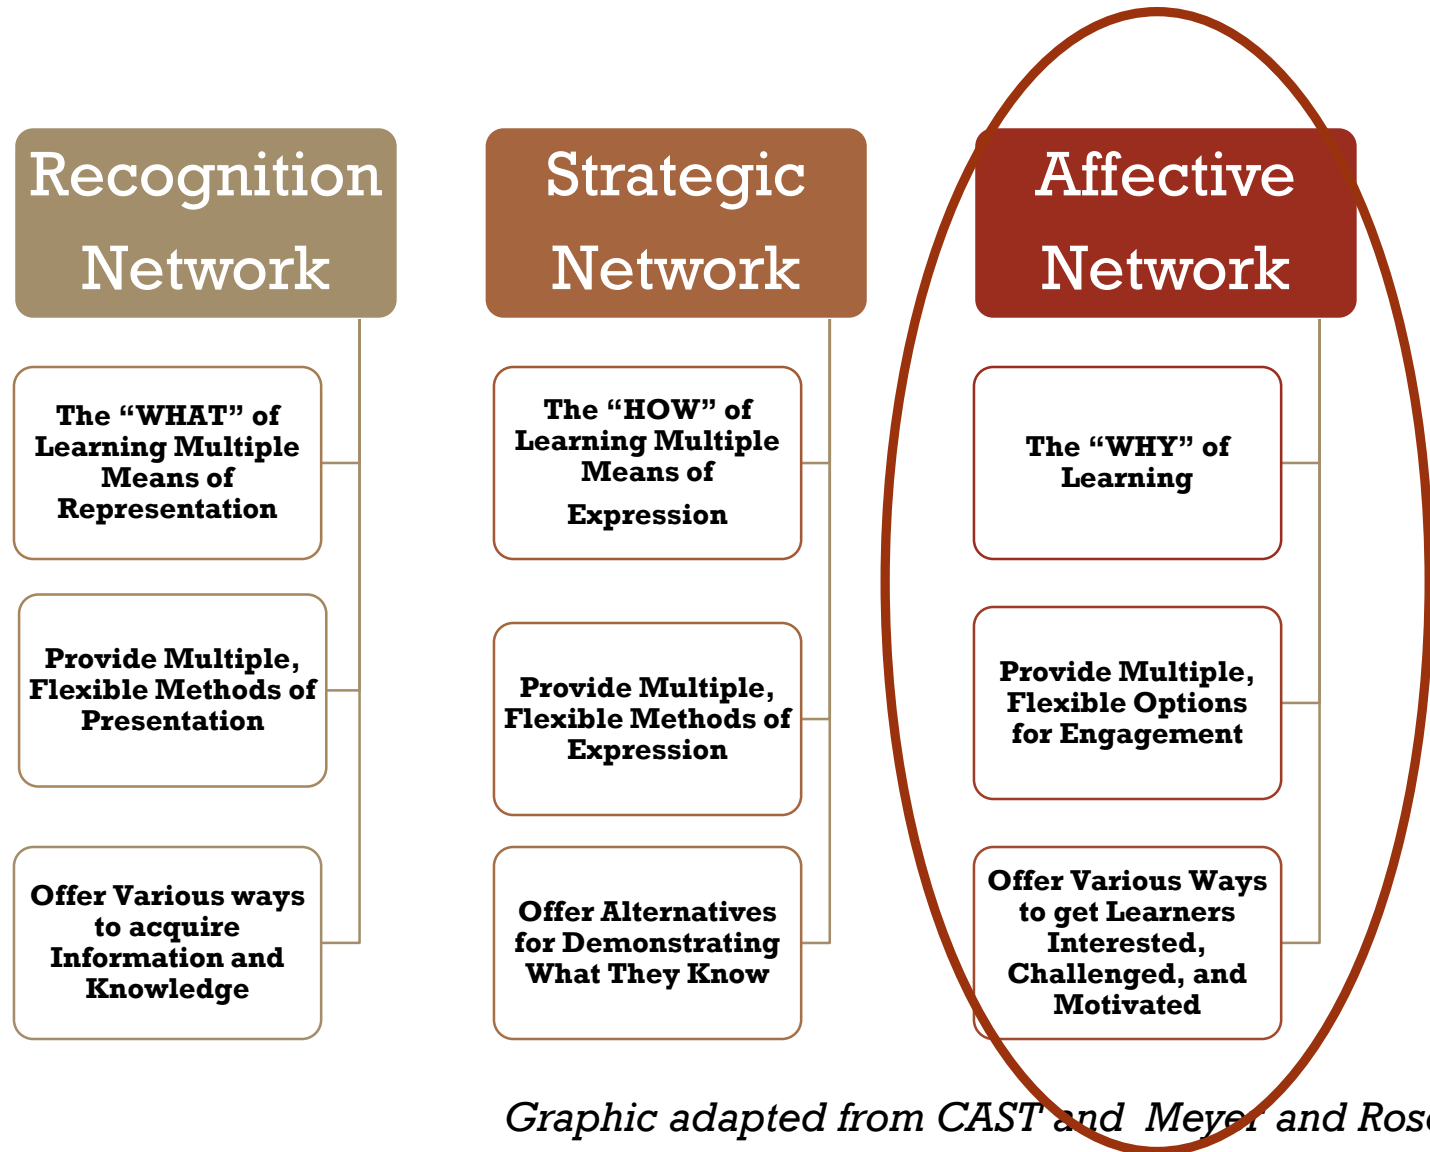 Recognition
Network
The “WHAT” of
Learning Multiple
Means of
Representation
Provide Multiple,
Flexible Methods of
Presentation
Offer Various ways
to acquire
Information and
Knowledge
Strategic
Network
The “HOW” of
Learning Multiple
Means of
Expression
Provide Multiple,
Flexible Methods of
Expression
Offer Alternatives
for Demonstrating
What They Know
Affective
Network
The “WHY” of
Learning
Provide Multiple,
Flexible Options
for Engagement
Offer Various Ways
to get Learners
Interested,
Challenged, and
Motivated
Graphic adapted from CAST and Meyer and